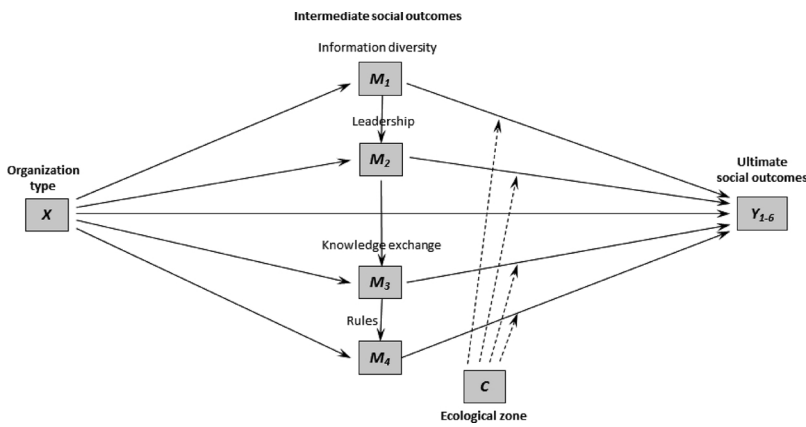 Intermediate social outcomes
Information diversity
M1
Leadership
M2
Organization
type
X
Ultimate
social outcomes
Y1-6
Knowledge exchange
M3
Rules
M4
C
Ecological zone